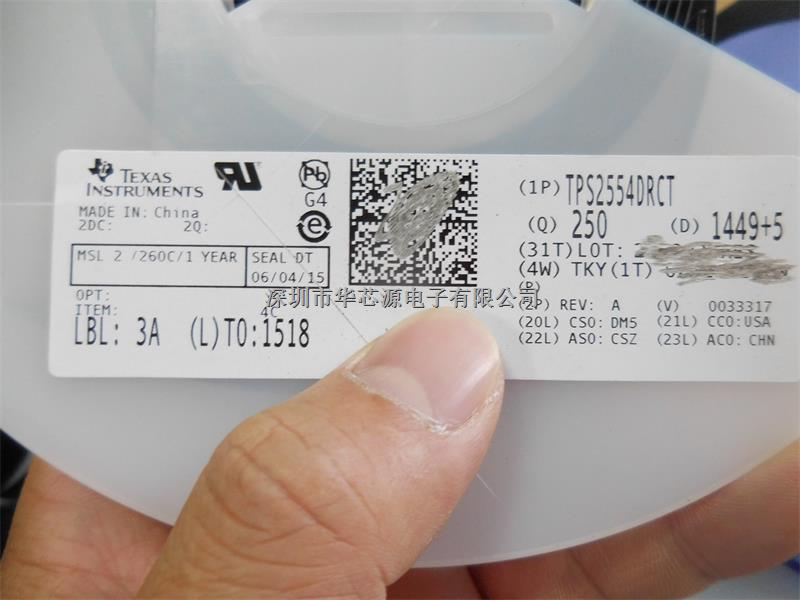 TEXAS
INSTRUMENTS
MADE IN: China
2DC: 2Q:
MSL 2 /260C/1 YEAR
SEAL DT
06/04/15
OPT:
ITEM: 4C
LBL: 3A (L)TO:1518
Pb
G4
e
(1P) TPS2554DRCT
(Q) 250 (D) 1449+5
(31T)LOT:
(4W) TKY(1T)
(P)
(2P) REV: A (V) 0033317
(20L) CSO: DM5 (21L) CCO:USA
(22L) ASO: CSZ (23L) ACO: CHN
深圳市华芯源电子有限公司